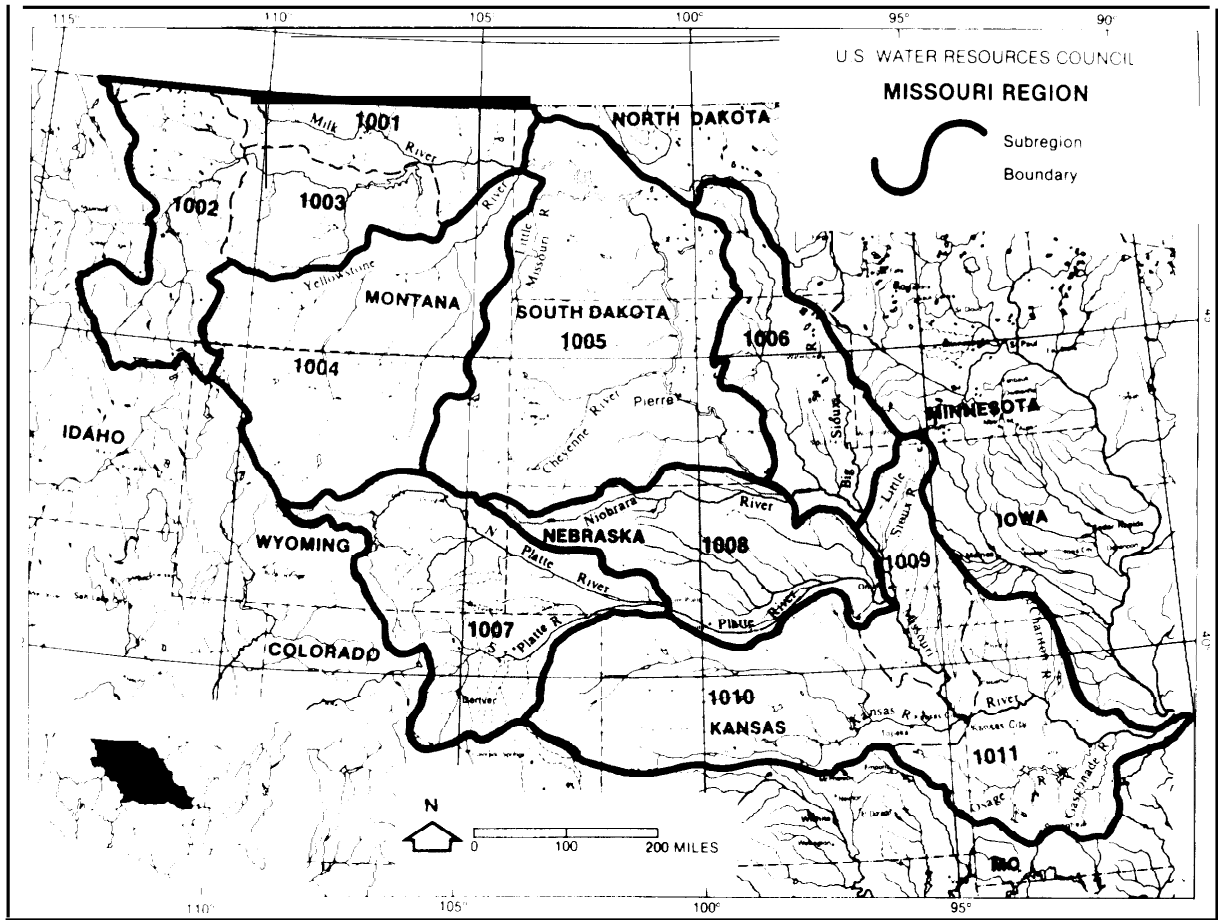 115° 110° 105° 100° 95° 90°
U.S WATER RESOURCES COUNCIL
MISSOURI REGION
Subregion
Boundary
NORTH DAKOTA
1001
Milk River
1002
1003
River
Little Missouri R
Yellowstone
MONTANA
SOUTH DAKOTA
1005
1006
1004
Pierre
Cheyenne River
Big Sioux R
MINNESOTA
St Paul
IDAHO
Little Sioux R
IOWA
Niobrara River
WYOMING
NEBRASKA
1008
1009
N Platte River
Platte River
1007
S Platte R
COLORADO
Missouri
Chariton R
40°
Denver
1010
KANSAS
Kansas R
River
Kansas City
Topeka
1011
Osage R
Gasconade R
N
0 100 200 MILES
MO.
110° 105° 100° 95°